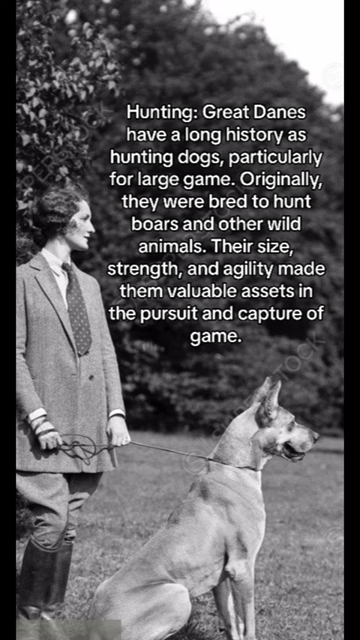 Hunting: Great Danes
have a long history as
hunting dogs, particularly
for large game. Originally,
they were bred to hunt
boars and other wild
animals. Their size,
strength, and agility made
them valuable assets in
the pursuit and capture of
game.